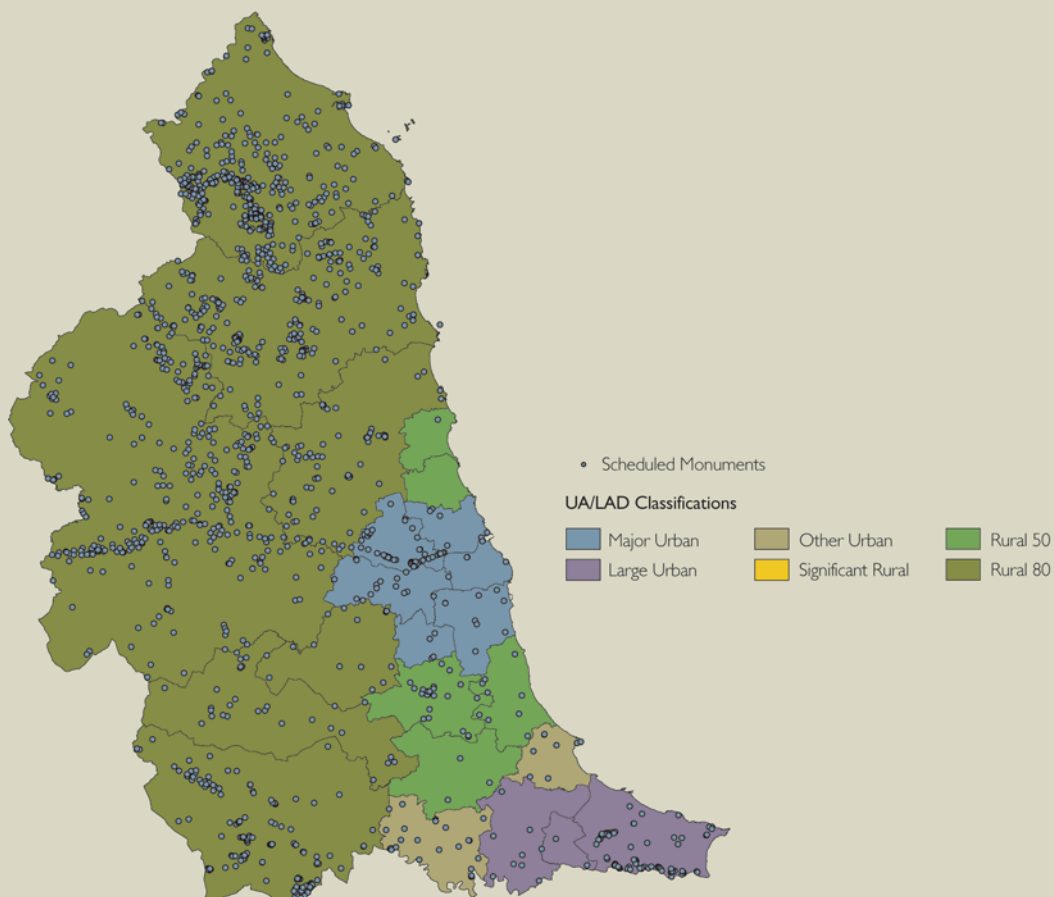 Scheduled Monuments
UA/LAD Classifications
Major Urban
Other Urban
Rural 50
Large Urban
Significant Rural
Rural 80